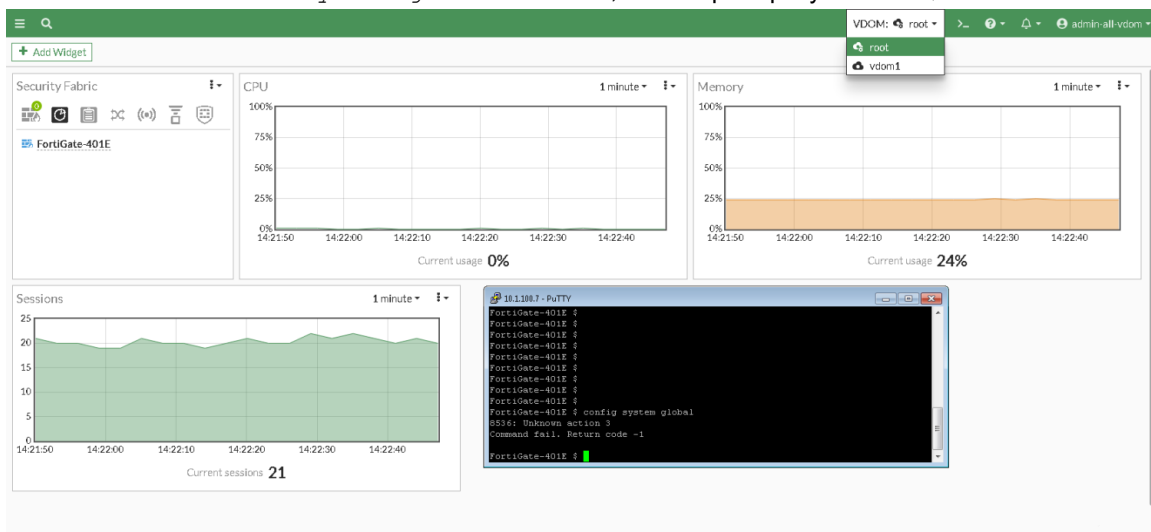 VDOM: root
>_
admin-all-vdom
root
vdom1
+ Add Widget
Security Fabric
0
FortiGate-401E
CPU
1 minute
100%
75%
50%
25%
0%
14:21:50 14:22:00 14:22:10 14:22:20 14:22:30 14:22:40
Current usage 0%
Memory
1 minute
100%
75%
50%
25%
0%
14:21:50 14:22:00 14:22:10 14:22:20 14:22:30 14:22:40
Current usage 24%
Sessions
1 minute
25
20
15
10
5
0
14:21:50 14:22:00 14:22:10 14:22:20 14:22:30 14:22:40
Current sessions 21
10.1.100.7 - PuTTY
FortiGate-401E $
FortiGate-401E $
FortiGate-401E $
FortiGate-401E $
FortiGate-401E $
FortiGate-401E $
FortiGate-401E $
FortiGate-401E $
FortiGate-401E $
FortiGate-401E $ config system global
8536: Unknown action 3
Command fail. Return code -1
FortiGate-401E $